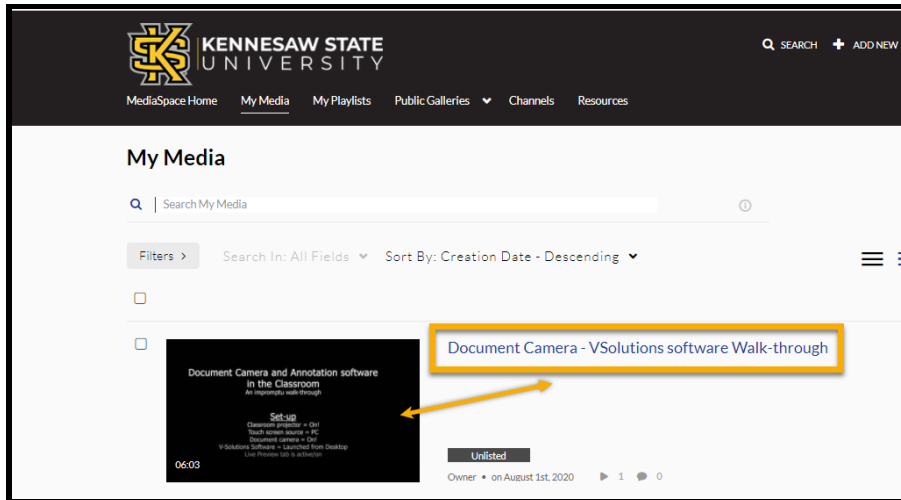 KENNESAW STATE
UNIVERSITY
SEARCH ADD NEW
MediaSpace Home My Media My Playlists Public Galleries Channels Resources
My Media
Search My Media
Filters > Search In: All Fields Sort By: Creation Date - Descending
Document Camera - VSolutions software Walk-through
Document Camera and Annotation software
in the Classroom
An impromptu walk-through
Set-up
Classroom projector = On!
Touch screen source = PC
Document camera = On!
V-Solutions Software = Launched from Desktop
Live Preview tab is active/on
06:03
Unlisted
Owner • on August 1st, 2020 1 0